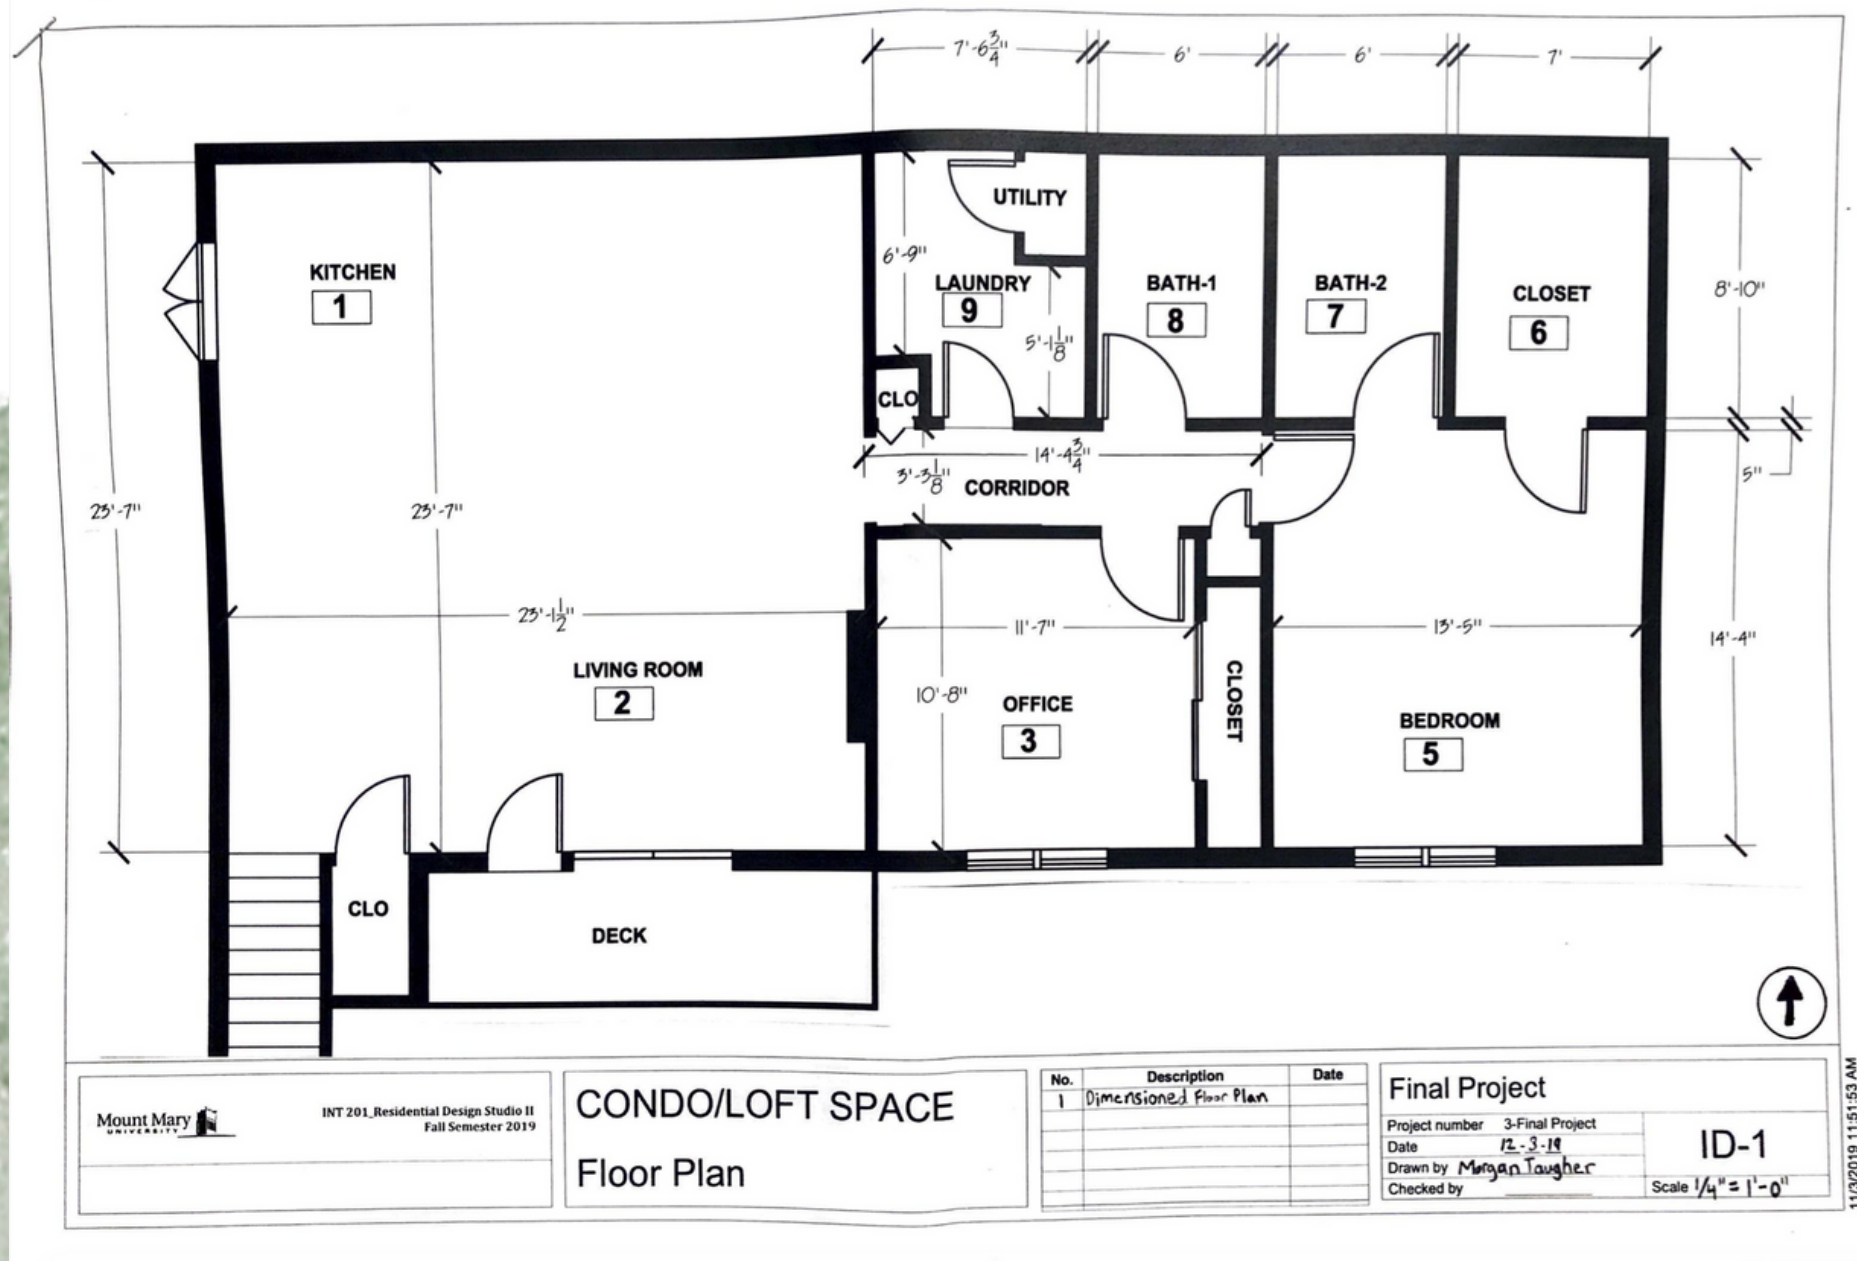 7'-6 3/4"
6'
6'
7'
UTILITY
6'-9"
KITCHEN
1
LAUNDRY
9
BATH-1
8
BATH-2
7
CLOSET
6
8'-10"
5'-1 1/8"
CLO
14'-4 3/4"
3'-3 1/8"
CORRIDOR
5"
23'-7"
23'-7"
23'-1 1/2"
11'-7"
13'-5"
14'-4"
LIVING ROOM
2
10'-8"
OFFICE
3
CLOSET
BEDROOM
5
CLO
DECK
Mount Mary
UNIVERSITY
INT 201_Residential Design Studio II
Fall Semester 2019
CONDO/LOFT SPACE
Floor Plan
No. Description Date
1 Dimensioned Floor Plan
Final Project
Project number 3-Final Project
Date 12-3-19
Drawn by Morgan Taugher
Checked by
ID-1
Scale 1/4" = 1'-0"
11/3/2019 11:51:53 AM